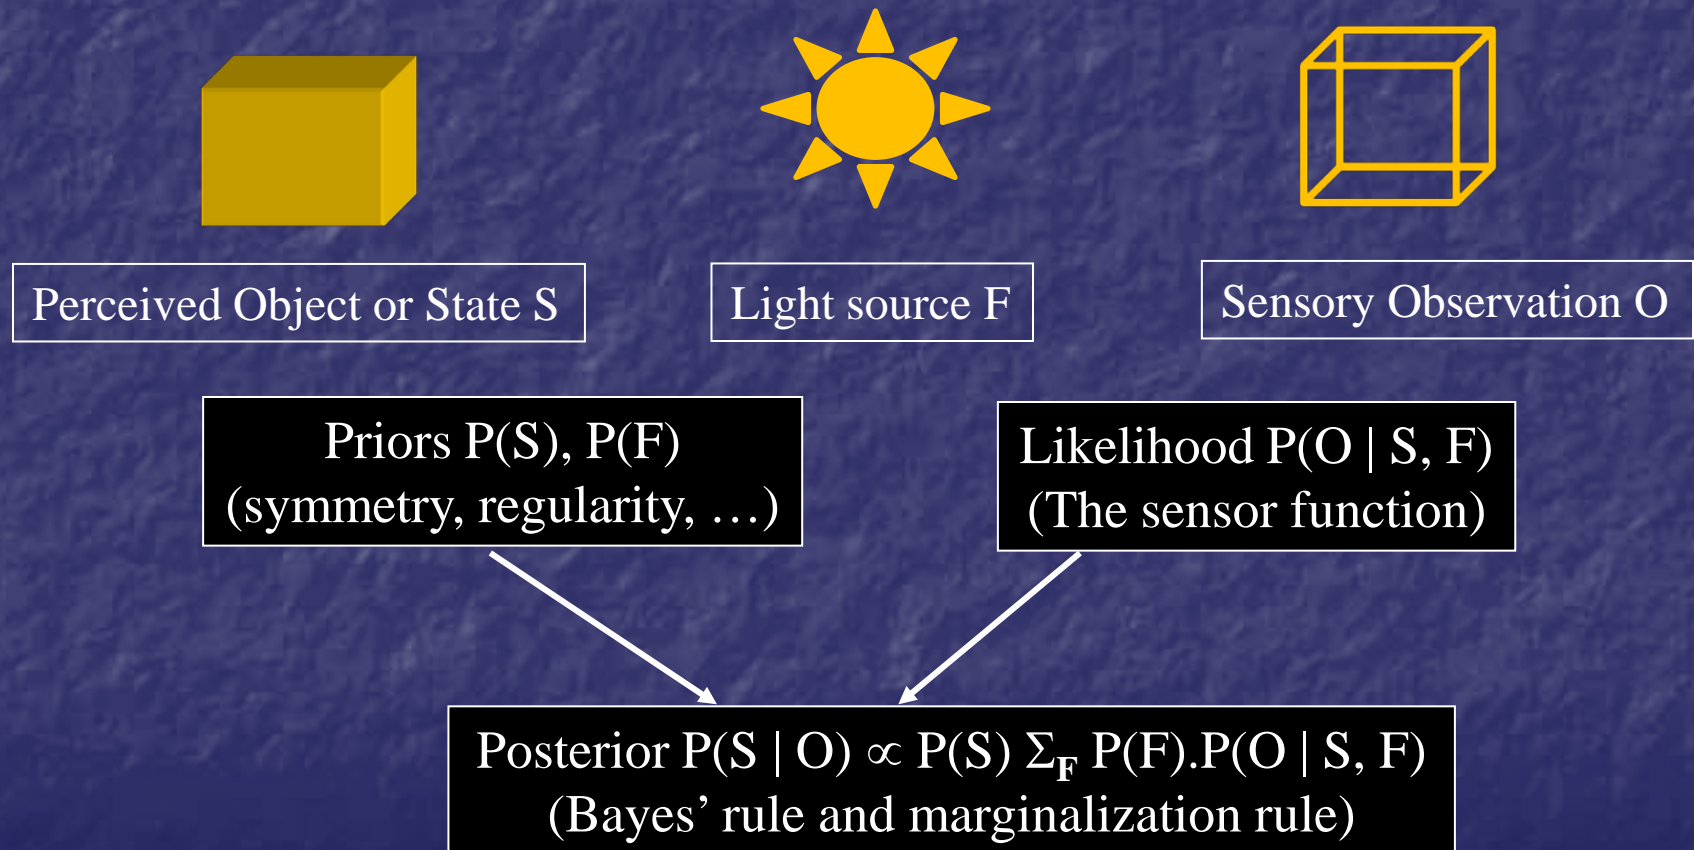 Perceived Object or State S
Light source F
Sensory Observation O
Priors P(S), P(F)
(symmetry, regularity, …)
Likelihood P(O | S, F)
(The sensor function)
Posterior P(S | O) ∝ P(S) Σ_F P(F).P(O | S, F)
(Bayes’ rule and marginalization rule)